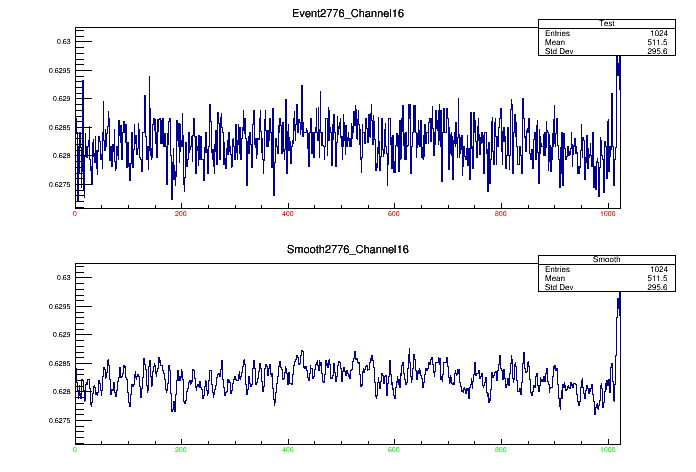 Event2776_Channel16
Test
Entries 1024
Mean 511.5
Std Dev 295.6
0.63
0.6295
0.629
0.6285
0.628
0.6275
0 200 400 600 800 1000
Smooth2776_Channel16
Smooth
Entries 1024
Mean 511.5
Std Dev 295.6
0.63
0.6295
0.629
0.6285
0.628
0.6275
0 200 400 600 800 1000